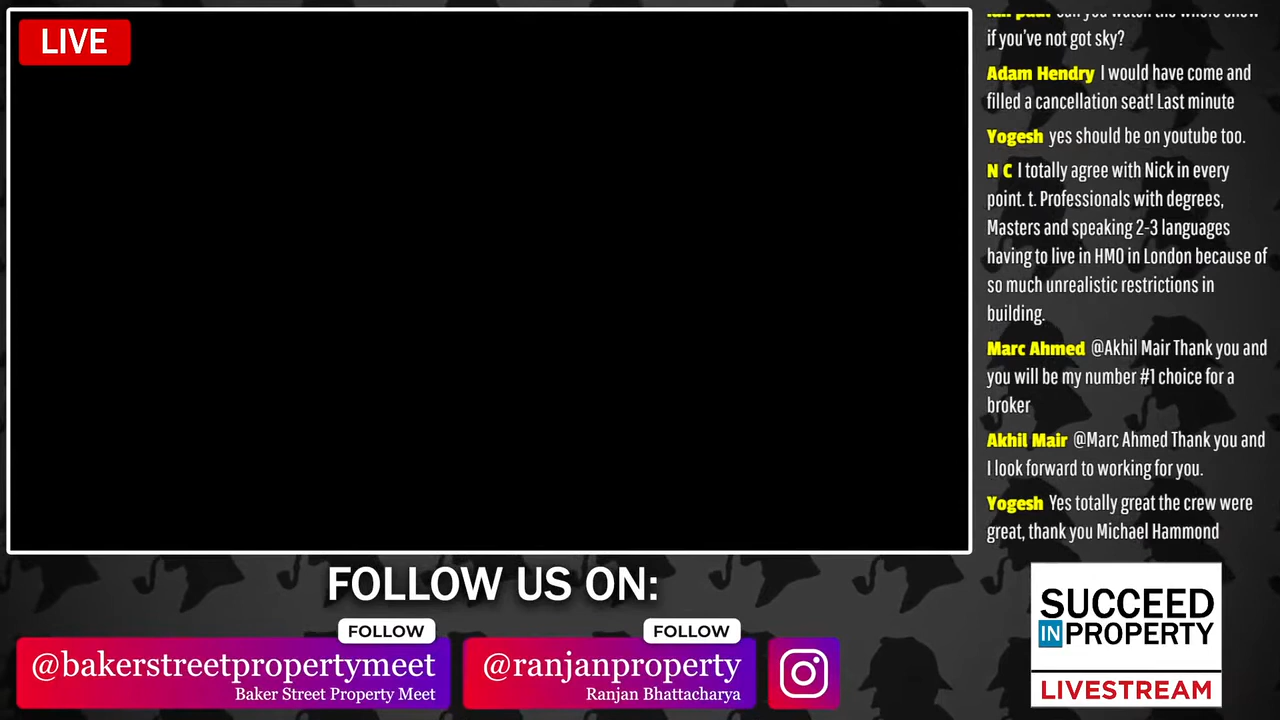 LIVE
Ian paul Can you watch the whole show
if you've not got sky?
Adam Hendry I would have come and
filled a cancellation seat! Last minute
Yogesh yes should be on youtube too.
N C I totally agree with Nick in every
point. t. Professionals with degrees,
Masters and speaking 2-3 languages
having to live in HMO in London because of
so much unrealistic restrictions in
building.
Marc Ahmed @Akhil Mair Thank you and
you will be my number #1 choice for a
broker
Akhil Mair @Marc Ahmed Thank you and
I look forward to working for you.
Yogesh Yes totally great the crew were
great, thank you Michael Hammond
FOLLOW US ON:
FOLLOW
@bakerstreetpropertymeet
Baker Street Property Meet
FOLLOW
@ranjanproperty
Ranjan Bhattacharya
SUCCEED
IN PROPERTY
LIVESTREAM